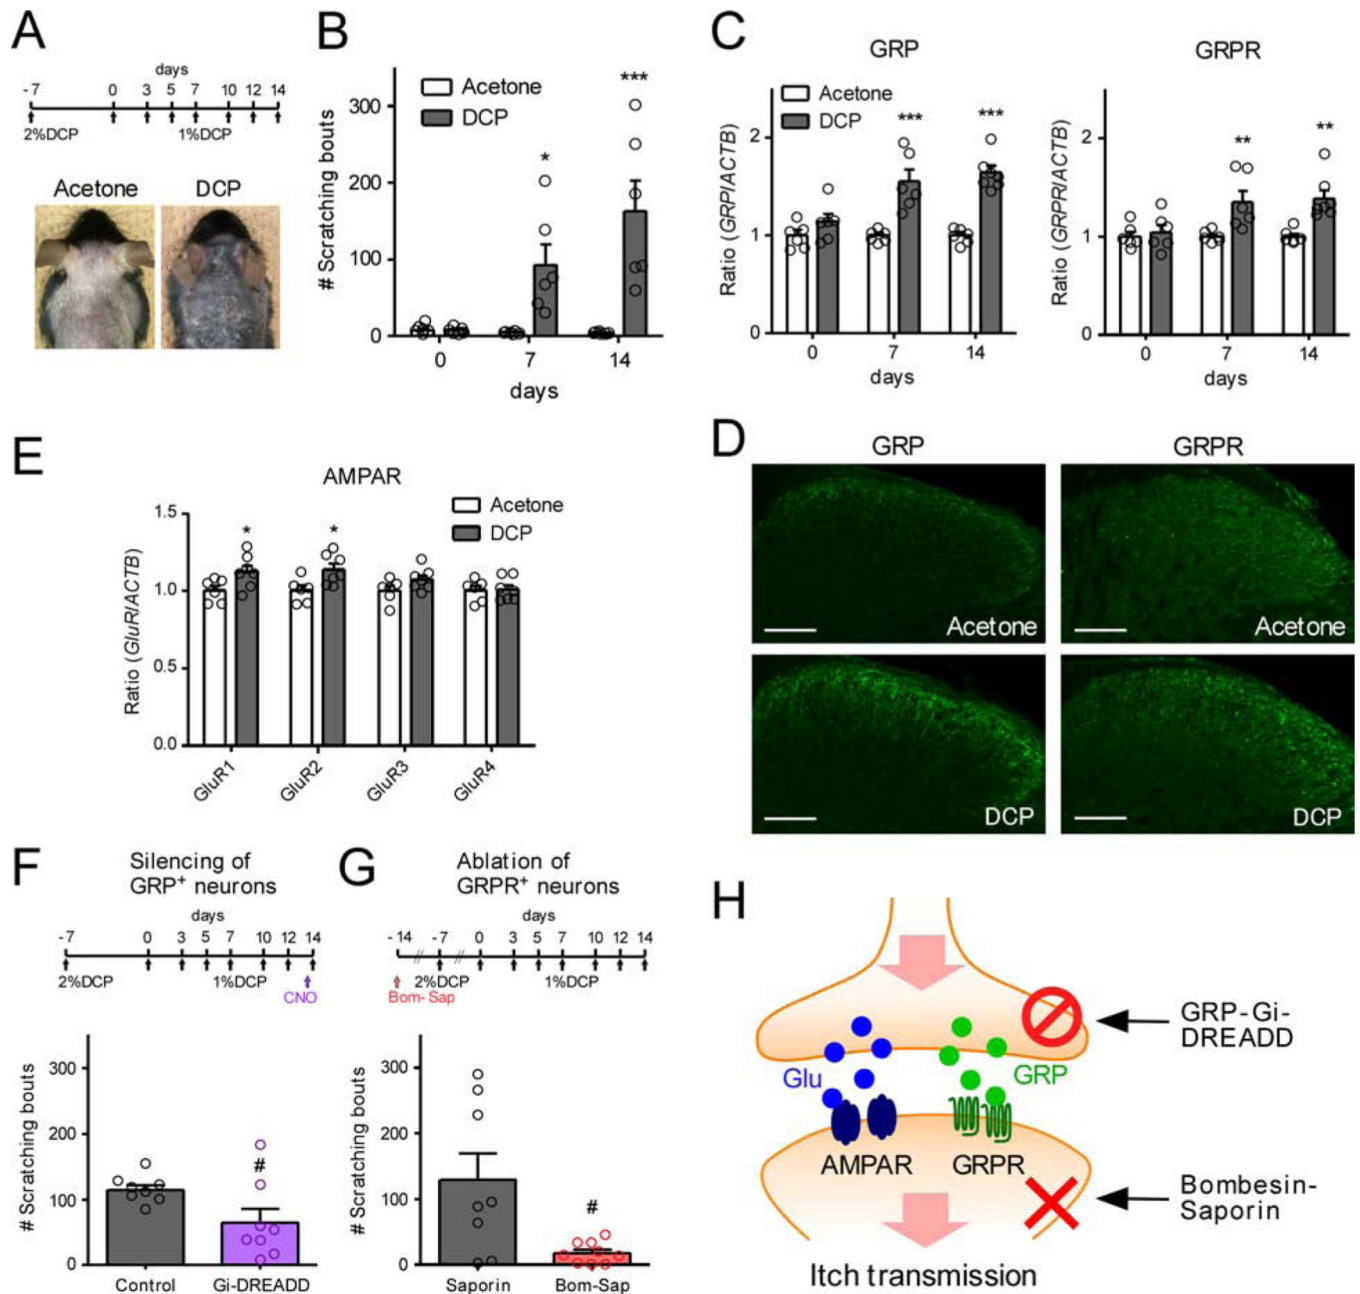 A
days
-7 0 3 5 7 10 12 14
2%DCP 1%DCP
Acetone DCP
B
Acetone
DCP
# Scratching bouts
300
200
100
0
* ***
0 7 14
days
C
GRP
Acetone
DCP
Ratio (GRP/ACTB)
2
1
0
*** ***
0 7 14
days
GRPR
Ratio (GRPR/ACTB)
2
1
0
** **
0 7 14
days
D
GRP GRPR
Acetone Acetone
DCP DCP
E
AMPAR
Acetone
DCP
Ratio (GluR/ACTB)
1.5
1.0
0.5
0.0
* *
GluR1 GluR2 GluR3 GluR4
F
Silencing of
GRP+ neurons
days
-7 0 3 5 7 10 12 14
2%DCP 1%DCP
CNO
# Scratching bouts
300
200
100
0
#
Control Gi-DREADD
G
Ablation of
GRPR+ neurons
days
-14 -7 0 3 5 7 10 12 14
2%DCP 1%DCP
Bom-Sap
# Scratching bouts
300
200
100
0
#
Saporin Bom-Sap
H
GRP-Gi-
DREADD
Glu GRP
AMPAR GRPR
Bombesin-
Saporin
Itch transmission